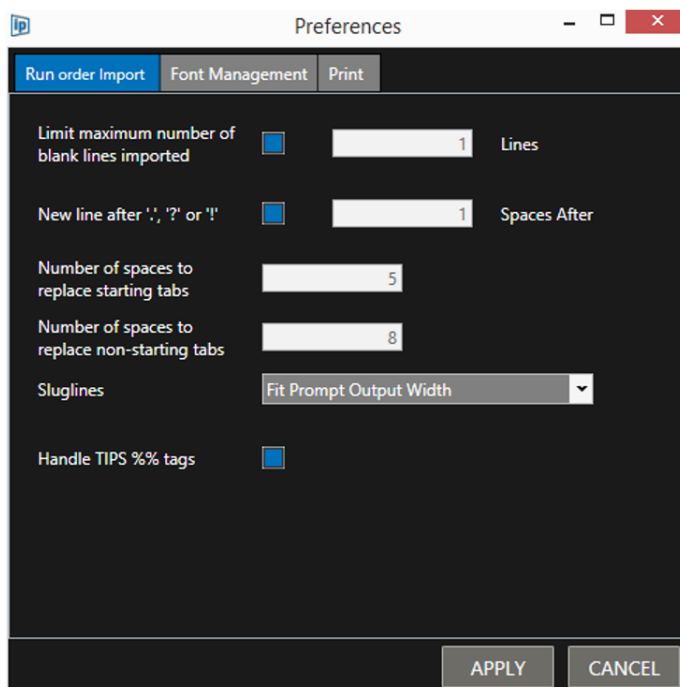 ip Preferences
Run order Import Font Management Print
Limit maximum number of
blank lines imported
1 Lines
New line after '.', '?' or '!' 1 Spaces After
Number of spaces to
replace starting tabs
5
Number of spaces to
replace non-starting tabs
8
Sluglines Fit Prompt Output Width
Handle TIPS %% tags
APPLY CANCEL